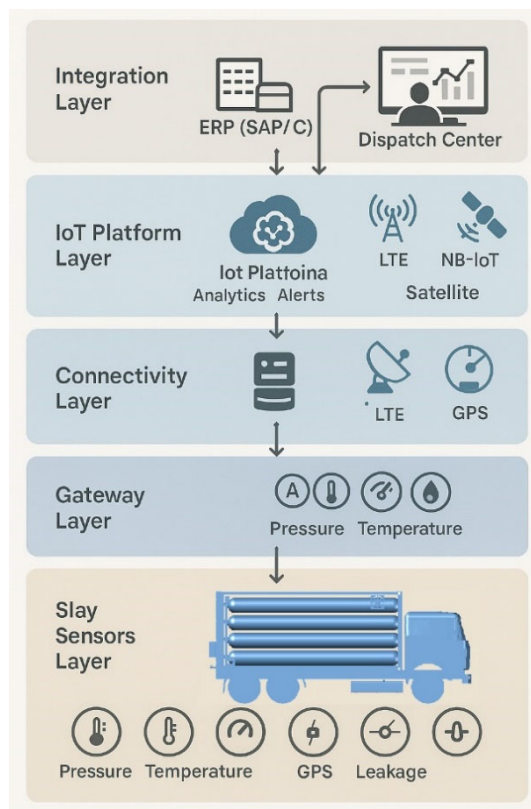 Integration
Layer
ERP (SAP/C)
Dispatch Center
IoT Platform
Layer
Iot Platfoina
Analytics Alerts
LTE NB-IoT
Satellite
Connectivity
Layer
LTE GPS
Gateway
Layer
A
Pressure Temperature
Slay
Sensors
Layer
Pressure Temperature GPS Leakage